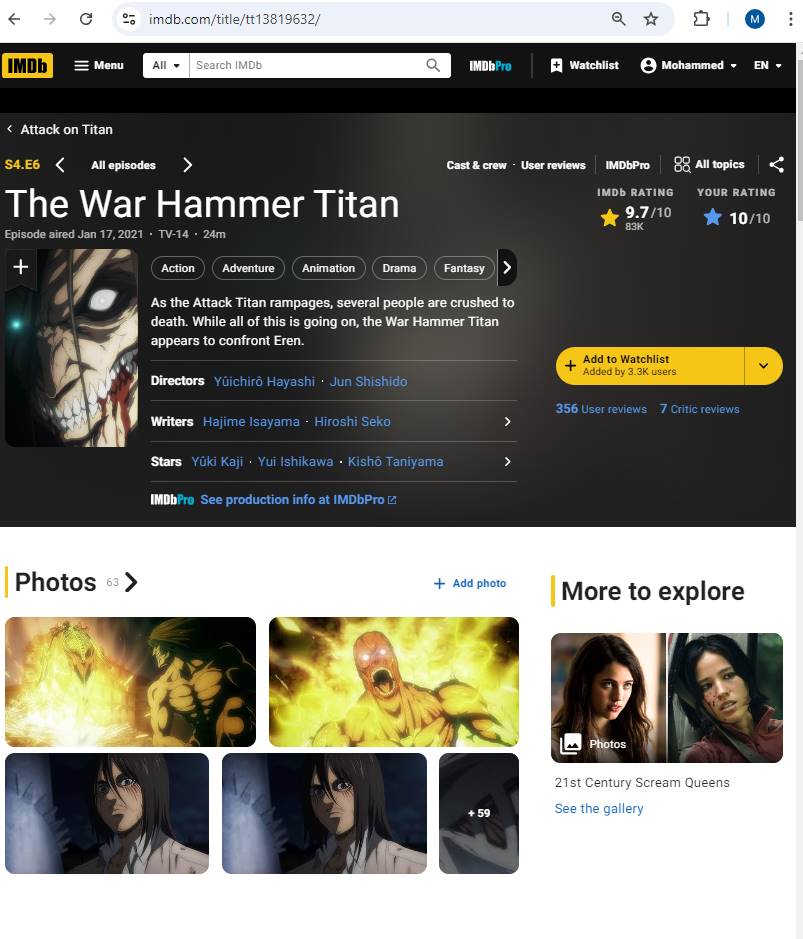 imdb.com/title/tt13819632/
M
IMDb
Menu
All
Search IMDb
IMDbPro
Watchlist
Mohammed
EN
Attack on Titan
S4.E6
All episodes
Cast & crew · User reviews
IMDbPro
All topics
The War Hammer Titan
Episode aired Jan 17, 2021 · TV-14 · 24m
IMDb RATING
9.7/10
83K
YOUR RATING
10/10
Action
Adventure
Animation
Drama
Fantasy
As the Attack Titan rampages, several people are crushed to
death. While all of this is going on, the War Hammer Titan
appears to confront Eren.
Directors Yûichirô Hayashi · Jun Shishido
Writers Hajime Isayama · Hiroshi Seko
Stars Yûki Kaji · Yui Ishikawa · Kishô Taniyama
IMDbPro See production info at IMDbPro
+ Add to Watchlist
Added by 3.3K users
356 User reviews
7 Critic reviews
Photos 63
+ Add photo
+ 59
More to explore
Photos
21st Century Scream Queens
See the gallery